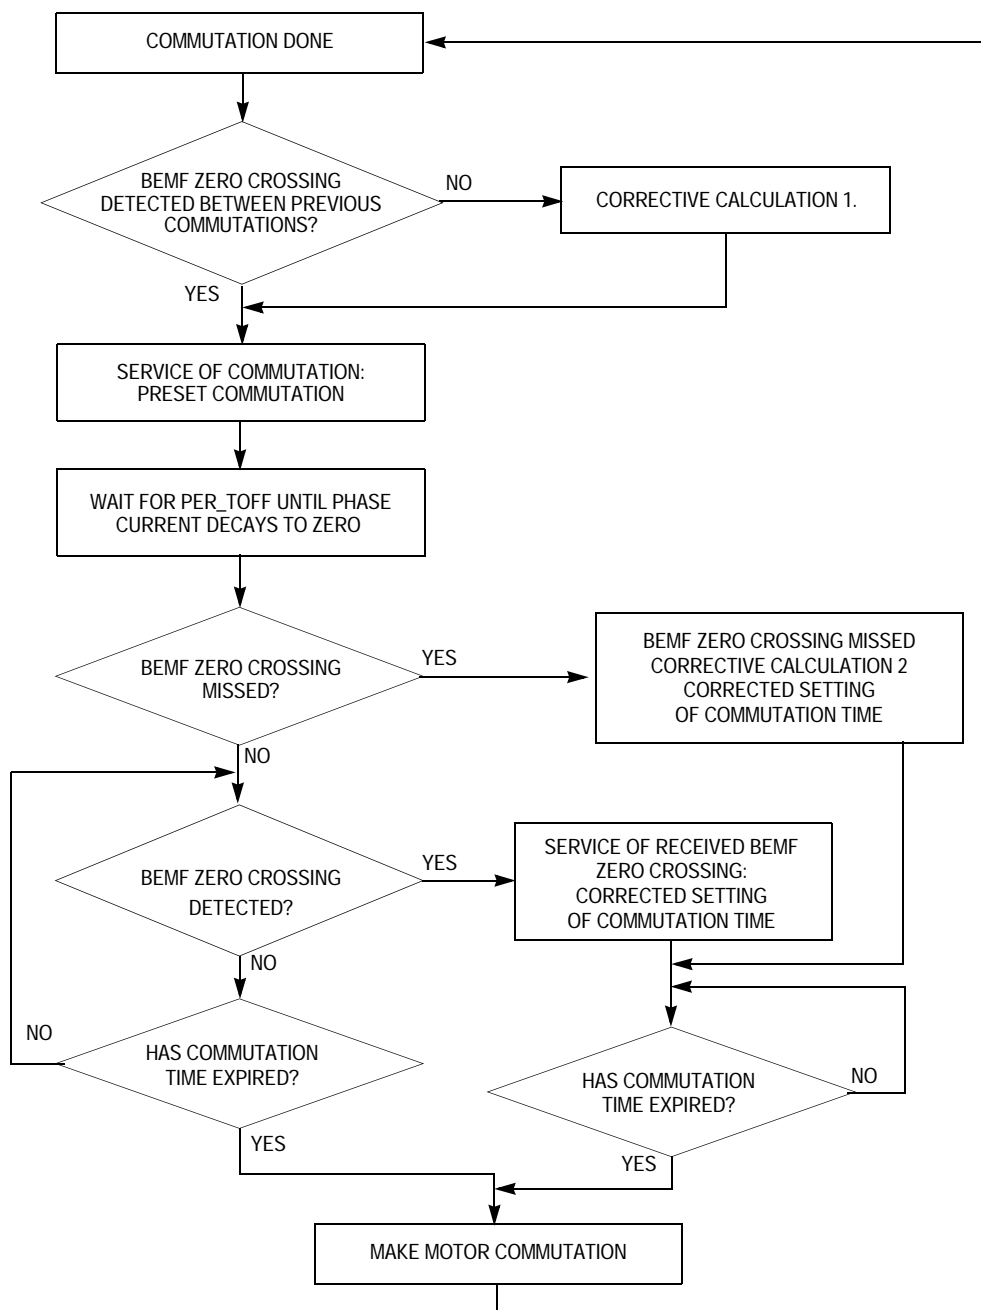 COMMUTATION DONE
BEMF ZERO CROSSING
DETECTED BETWEEN PREVIOUS
COMMUTATIONS?
NO
CORRECTIVE CALCULATION 1.
YES
SERVICE OF COMMUTATION:
PRESET COMMUTATION
WAIT FOR PER_TOFF UNTIL PHASE
CURRENT DECAYS TO ZERO
BEMF ZERO CROSSING
MISSED?
YES
BEMF ZERO CROSSING MISSED
CORRECTIVE CALCULATION 2
CORRECTED SETTING
OF COMMUTATION TIME
NO
BEMF ZERO CROSSING
DETECTED?
YES
SERVICE OF RECEIVED BEMF
ZERO CROSSING:
CORRECTED SETTING
OF COMMUTATION TIME
NO
NO
HAS COMMUTATION
TIME EXPIRED?
YES
HAS COMMUTATION
TIME EXPIRED?
NO
YES
MAKE MOTOR COMMUTATION